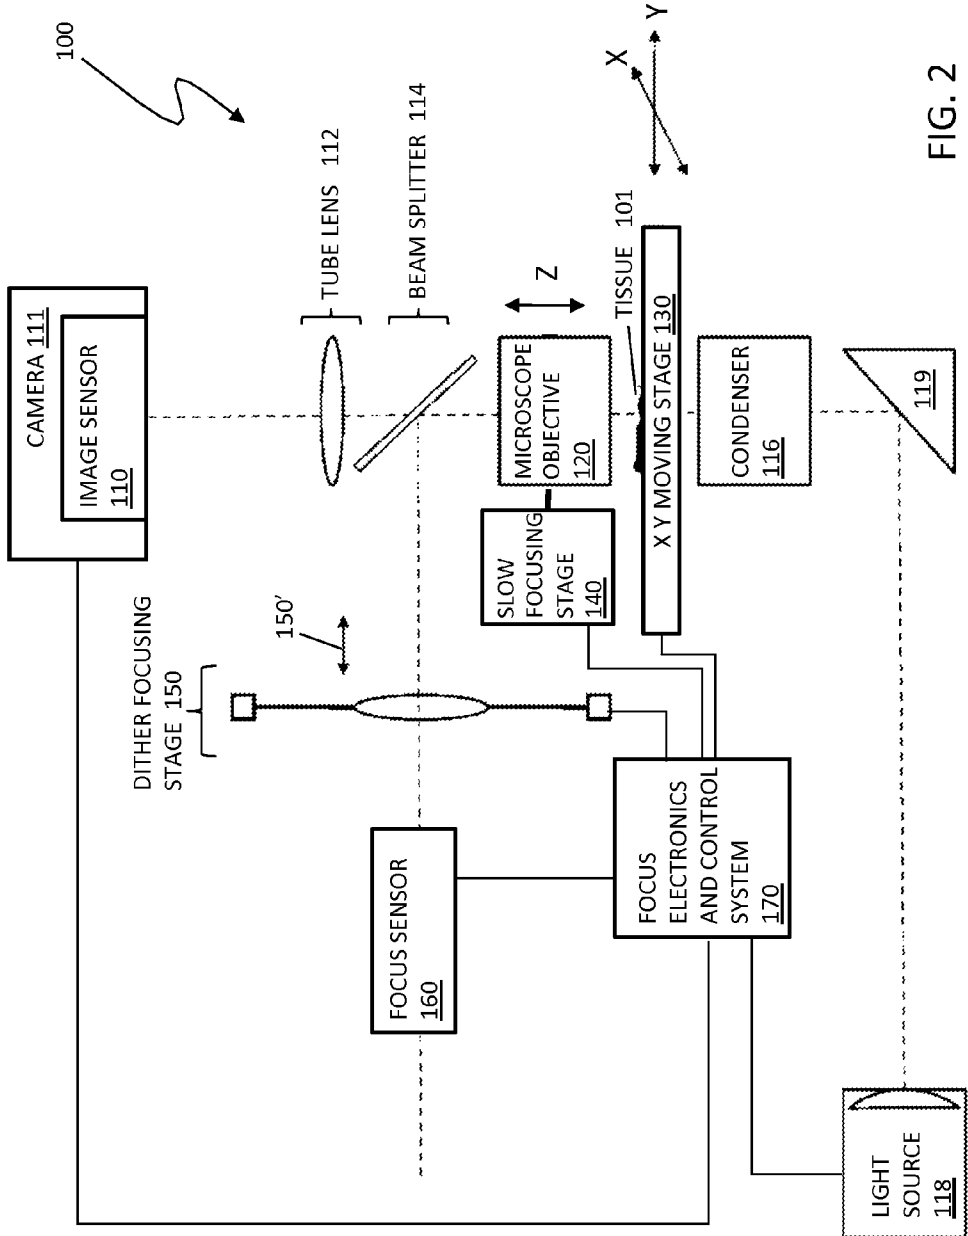 100
CAMERA 111
IMAGE SENSOR
110
TUBE LENS 112
BEAM SPLITTER 114
DITHER FOCUSING
STAGE 150
150'
MICROSCOPE
OBJECTIVE
120
Z
SLOW
FOCUSING
STAGE
140
TISSUE 101
X Y MOVING STAGE 130
X
Y
FOCUS SENSOR
160
FOCUS
ELECTRONICS
AND CONTROL
SYSTEM
170
CONDENSER
116
119
LIGHT
SOURCE
118
FIG. 2